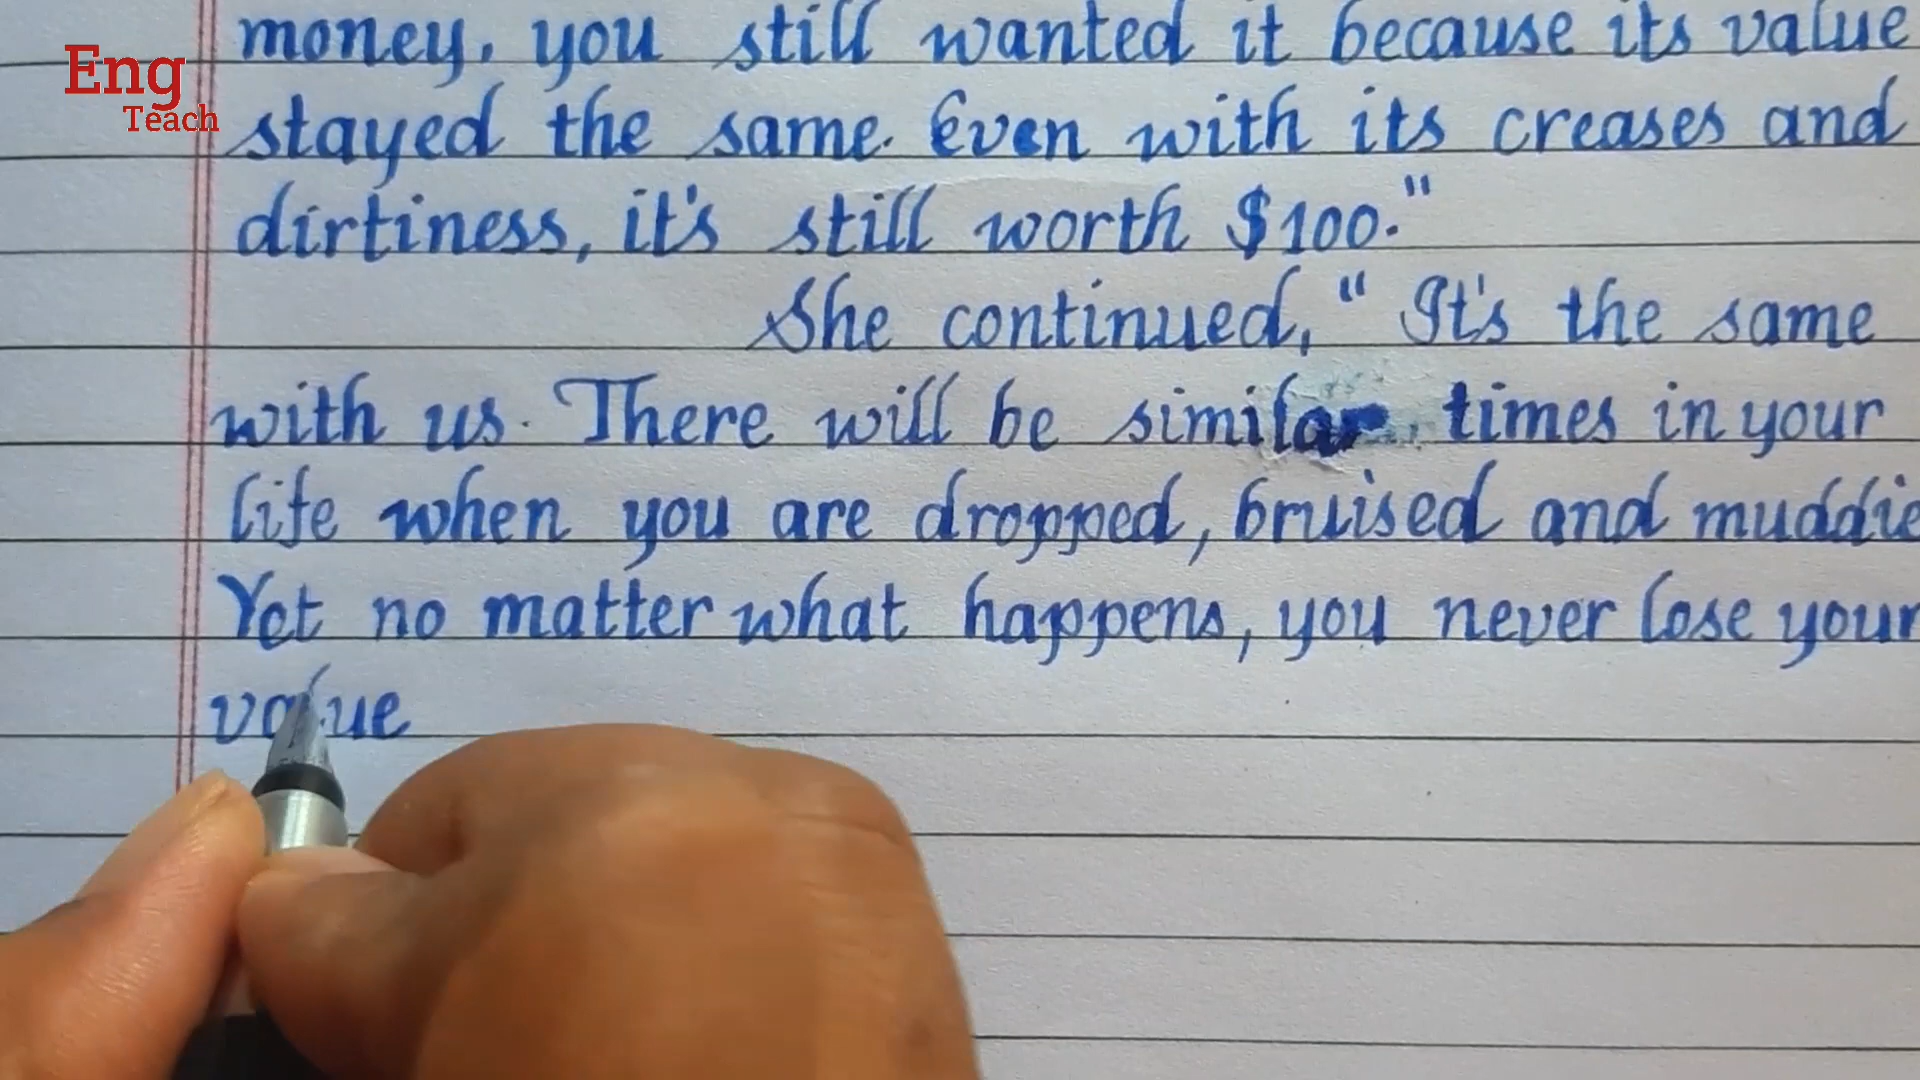 Eng
Teach
money, you still wanted it because its value
stayed the same. Even with its creases and
dirtiness, it's still worth $100."
She continued, " It's the same
with us. There will be similar times in your
life when you are dropped, bruised and muddie
Yet no matter what happens, you never lose your
value